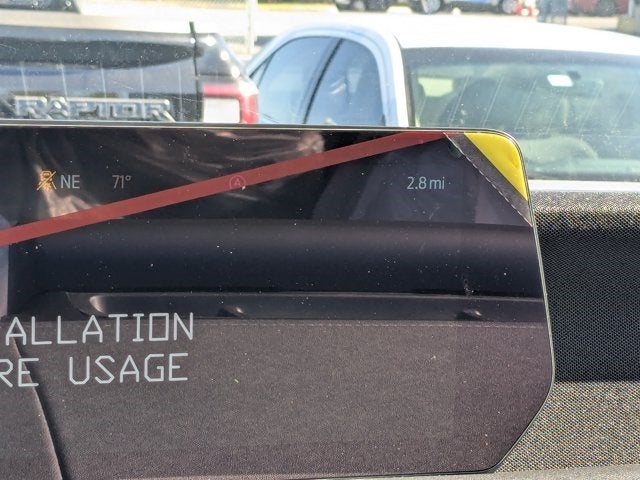 RAPTOR
NE 71° 2.8 mi
ALLATION
RE USAGE